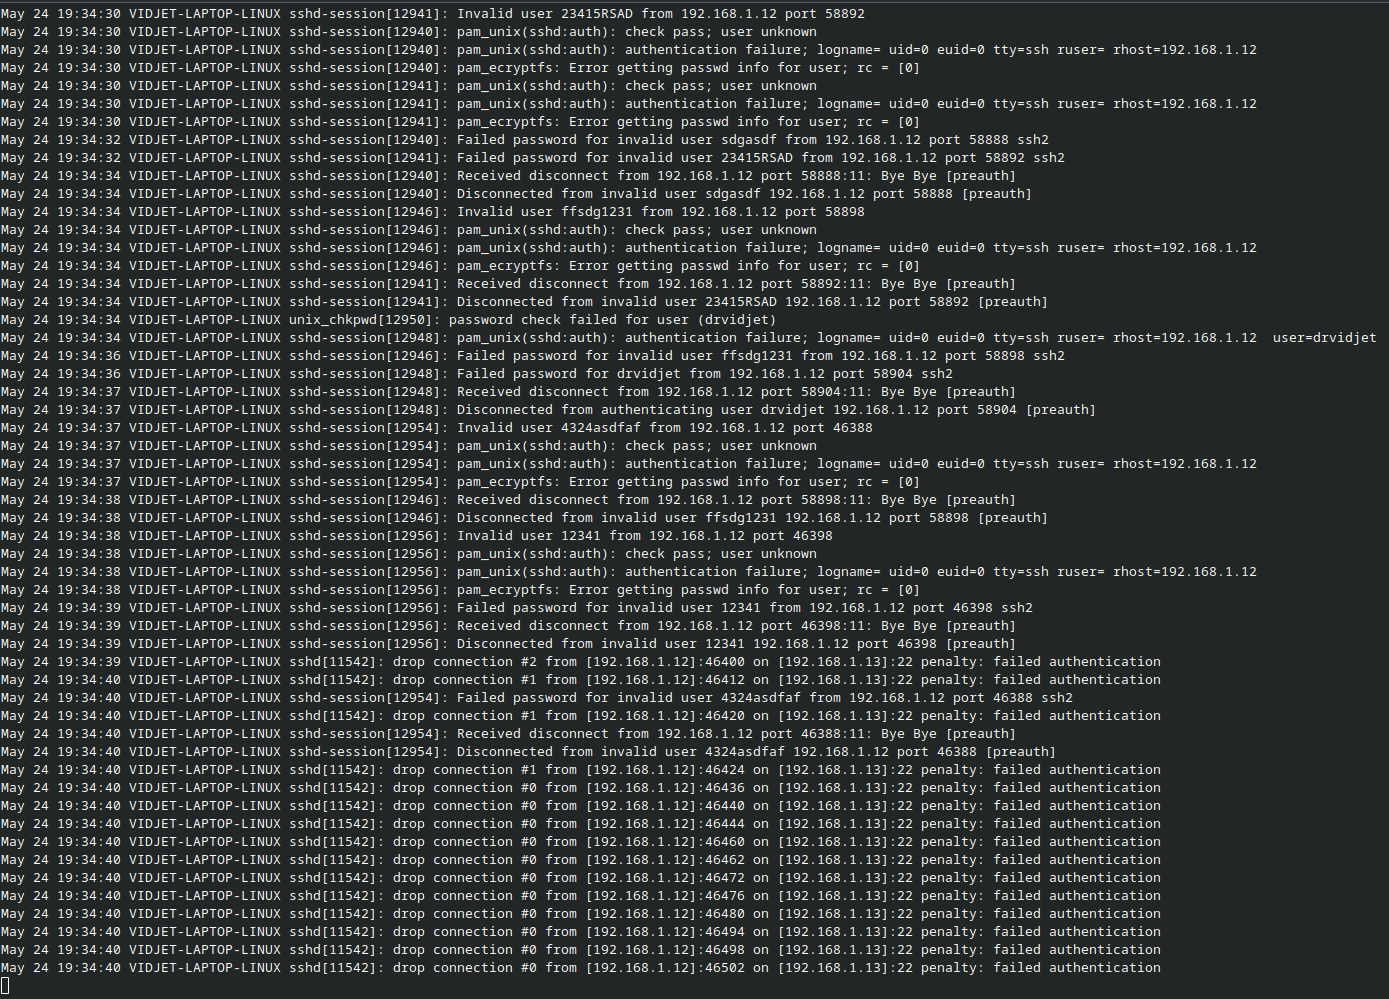 May 24 19:34:30 VIDJET-LAPTOP-LINUX sshd-session[12941]: Invalid user 23415RSAD from 192.168.1.12 port 58892
May 24 19:34:30 VIDJET-LAPTOP-LINUX sshd-session[12940]: pam_unix(sshd:auth): check pass; user unknown
May 24 19:34:30 VIDJET-LAPTOP-LINUX sshd-session[12940]: pam_unix(sshd:auth): authentication failure; logname= uid=0 euid=0 tty=ssh ruser= rhost=192.168.1.12
May 24 19:34:30 VIDJET-LAPTOP-LINUX sshd-session[12940]: pam_ecryptfs: Error getting passwd info for user; rc = [0]
May 24 19:34:30 VIDJET-LAPTOP-LINUX sshd-session[12941]: pam_unix(sshd:auth): check pass; user unknown
May 24 19:34:30 VIDJET-LAPTOP-LINUX sshd-session[12941]: pam_unix(sshd:auth): authentication failure; logname= uid=0 euid=0 tty=ssh ruser= rhost=192.168.1.12
May 24 19:34:30 VIDJET-LAPTOP-LINUX sshd-session[12941]: pam_ecryptfs: Error getting passwd info for user; rc = [0]
May 24 19:34:32 VIDJET-LAPTOP-LINUX sshd-session[12940]: Failed password for invalid user sdgasdf from 192.168.1.12 port 58888 ssh2
May 24 19:34:32 VIDJET-LAPTOP-LINUX sshd-session[12941]: Failed password for invalid user 23415RSAD from 192.168.1.12 port 58892 ssh2
May 24 19:34:34 VIDJET-LAPTOP-LINUX sshd-session[12940]: Received disconnect from 192.168.1.12 port 58888:11: Bye Bye [preauth]
May 24 19:34:34 VIDJET-LAPTOP-LINUX sshd-session[12940]: Disconnected from invalid user sdgasdf 192.168.1.12 port 58888 [preauth]
May 24 19:34:34 VIDJET-LAPTOP-LINUX sshd-session[12946]: Invalid user ffsdg1231 from 192.168.1.12 port 58898
May 24 19:34:34 VIDJET-LAPTOP-LINUX sshd-session[12946]: pam_unix(sshd:auth): check pass; user unknown
May 24 19:34:34 VIDJET-LAPTOP-LINUX sshd-session[12946]: pam_unix(sshd:auth): authentication failure; logname= uid=0 euid=0 tty=ssh ruser= rhost=192.168.1.12
May 24 19:34:34 VIDJET-LAPTOP-LINUX sshd-session[12946]: pam_ecryptfs: Error getting passwd info for user; rc = [0]
May 24 19:34:34 VIDJET-LAPTOP-LINUX sshd-session[12941]: Received disconnect from 192.168.1.12 port 58892:11: Bye Bye [preauth]
May 24 19:34:34 VIDJET-LAPTOP-LINUX sshd-session[12941]: Disconnected from invalid user 23415RSAD 192.168.1.12 port 58892 [preauth]
May 24 19:34:34 VIDJET-LAPTOP-LINUX unix_chkpwd[12950]: password check failed for user (drvidjet)
May 24 19:34:34 VIDJET-LAPTOP-LINUX sshd-session[12948]: pam_unix(sshd:auth): authentication failure; logname= uid=0 euid=0 tty=ssh ruser= rhost=192.168.1.12  user=drvidjet
May 24 19:34:36 VIDJET-LAPTOP-LINUX sshd-session[12946]: Failed password for invalid user ffsdg1231 from 192.168.1.12 port 58898 ssh2
May 24 19:34:36 VIDJET-LAPTOP-LINUX sshd-session[12948]: Failed password for drvidjet from 192.168.1.12 port 58904 ssh2
May 24 19:34:37 VIDJET-LAPTOP-LINUX sshd-session[12948]: Received disconnect from 192.168.1.12 port 58904:11: Bye Bye [preauth]
May 24 19:34:37 VIDJET-LAPTOP-LINUX sshd-session[12948]: Disconnected from authenticating user drvidjet 192.168.1.12 port 58904 [preauth]
May 24 19:34:37 VIDJET-LAPTOP-LINUX sshd-session[12954]: Invalid user 4324asdfaf from 192.168.1.12 port 46388
May 24 19:34:37 VIDJET-LAPTOP-LINUX sshd-session[12954]: pam_unix(sshd:auth): check pass; user unknown
May 24 19:34:37 VIDJET-LAPTOP-LINUX sshd-session[12954]: pam_unix(sshd:auth): authentication failure; logname= uid=0 euid=0 tty=ssh ruser= rhost=192.168.1.12
May 24 19:34:37 VIDJET-LAPTOP-LINUX sshd-session[12954]: pam_ecryptfs: Error getting passwd info for user; rc = [0]
May 24 19:34:38 VIDJET-LAPTOP-LINUX sshd-session[12946]: Received disconnect from 192.168.1.12 port 58898:11: Bye Bye [preauth]
May 24 19:34:38 VIDJET-LAPTOP-LINUX sshd-session[12946]: Disconnected from invalid user ffsdg1231 192.168.1.12 port 58898 [preauth]
May 24 19:34:38 VIDJET-LAPTOP-LINUX sshd-session[12956]: Invalid user 12341 from 192.168.1.12 port 46398
May 24 19:34:38 VIDJET-LAPTOP-LINUX sshd-session[12956]: pam_unix(sshd:auth): check pass; user unknown
May 24 19:34:38 VIDJET-LAPTOP-LINUX sshd-session[12956]: pam_unix(sshd:auth): authentication failure; logname= uid=0 euid=0 tty=ssh ruser= rhost=192.168.1.12
May 24 19:34:38 VIDJET-LAPTOP-LINUX sshd-session[12956]: pam_ecryptfs: Error getting passwd info for user; rc = [0]
May 24 19:34:39 VIDJET-LAPTOP-LINUX sshd-session[12956]: Failed password for invalid user 12341 from 192.168.1.12 port 46398 ssh2
May 24 19:34:39 VIDJET-LAPTOP-LINUX sshd-session[12956]: Received disconnect from 192.168.1.12 port 46398:11: Bye Bye [preauth]
May 24 19:34:39 VIDJET-LAPTOP-LINUX sshd-session[12956]: Disconnected from invalid user 12341 192.168.1.12 port 46398 [preauth]
May 24 19:34:39 VIDJET-LAPTOP-LINUX sshd[11542]: drop connection #2 from [192.168.1.12]:46400 on [192.168.1.13]:22 penalty: failed authentication
May 24 19:34:40 VIDJET-LAPTOP-LINUX sshd[11542]: drop connection #1 from [192.168.1.12]:46412 on [192.168.1.13]:22 penalty: failed authentication
May 24 19:34:40 VIDJET-LAPTOP-LINUX sshd-session[12954]: Failed password for invalid user 4324asdfaf from 192.168.1.12 port 46388 ssh2
May 24 19:34:40 VIDJET-LAPTOP-LINUX sshd[11542]: drop connection #1 from [192.168.1.12]:46420 on [192.168.1.13]:22 penalty: failed authentication
May 24 19:34:40 VIDJET-LAPTOP-LINUX sshd-session[12954]: Received disconnect from 192.168.1.12 port 46388:11: Bye Bye [preauth]
May 24 19:34:40 VIDJET-LAPTOP-LINUX sshd-session[12954]: Disconnected from invalid user 4324asdfaf 192.168.1.12 port 46388 [preauth]
May 24 19:34:40 VIDJET-LAPTOP-LINUX sshd[11542]: drop connection #1 from [192.168.1.12]:46424 on [192.168.1.13]:22 penalty: failed authentication
May 24 19:34:40 VIDJET-LAPTOP-LINUX sshd[11542]: drop connection #0 from [192.168.1.12]:46436 on [192.168.1.13]:22 penalty: failed authentication
May 24 19:34:40 VIDJET-LAPTOP-LINUX sshd[11542]: drop connection #0 from [192.168.1.12]:46440 on [192.168.1.13]:22 penalty: failed authentication
May 24 19:34:40 VIDJET-LAPTOP-LINUX sshd[11542]: drop connection #0 from [192.168.1.12]:46444 on [192.168.1.13]:22 penalty: failed authentication
May 24 19:34:40 VIDJET-LAPTOP-LINUX sshd[11542]: drop connection #0 from [192.168.1.12]:46460 on [192.168.1.13]:22 penalty: failed authentication
May 24 19:34:40 VIDJET-LAPTOP-LINUX sshd[11542]: drop connection #0 from [192.168.1.12]:46462 on [192.168.1.13]:22 penalty: failed authentication
May 24 19:34:40 VIDJET-LAPTOP-LINUX sshd[11542]: drop connection #0 from [192.168.1.12]:46472 on [192.168.1.13]:22 penalty: failed authentication
May 24 19:34:40 VIDJET-LAPTOP-LINUX sshd[11542]: drop connection #0 from [192.168.1.12]:46476 on [192.168.1.13]:22 penalty: failed authentication
May 24 19:34:40 VIDJET-LAPTOP-LINUX sshd[11542]: drop connection #0 from [192.168.1.12]:46480 on [192.168.1.13]:22 penalty: failed authentication
May 24 19:34:40 VIDJET-LAPTOP-LINUX sshd[11542]: drop connection #0 from [192.168.1.12]:46494 on [192.168.1.13]:22 penalty: failed authentication
May 24 19:34:40 VIDJET-LAPTOP-LINUX sshd[11542]: drop connection #0 from [192.168.1.12]:46498 on [192.168.1.13]:22 penalty: failed authentication
May 24 19:34:40 VIDJET-LAPTOP-LINUX sshd[11542]: drop connection #0 from [192.168.1.12]:46502 on [192.168.1.13]:22 penalty: failed authentication